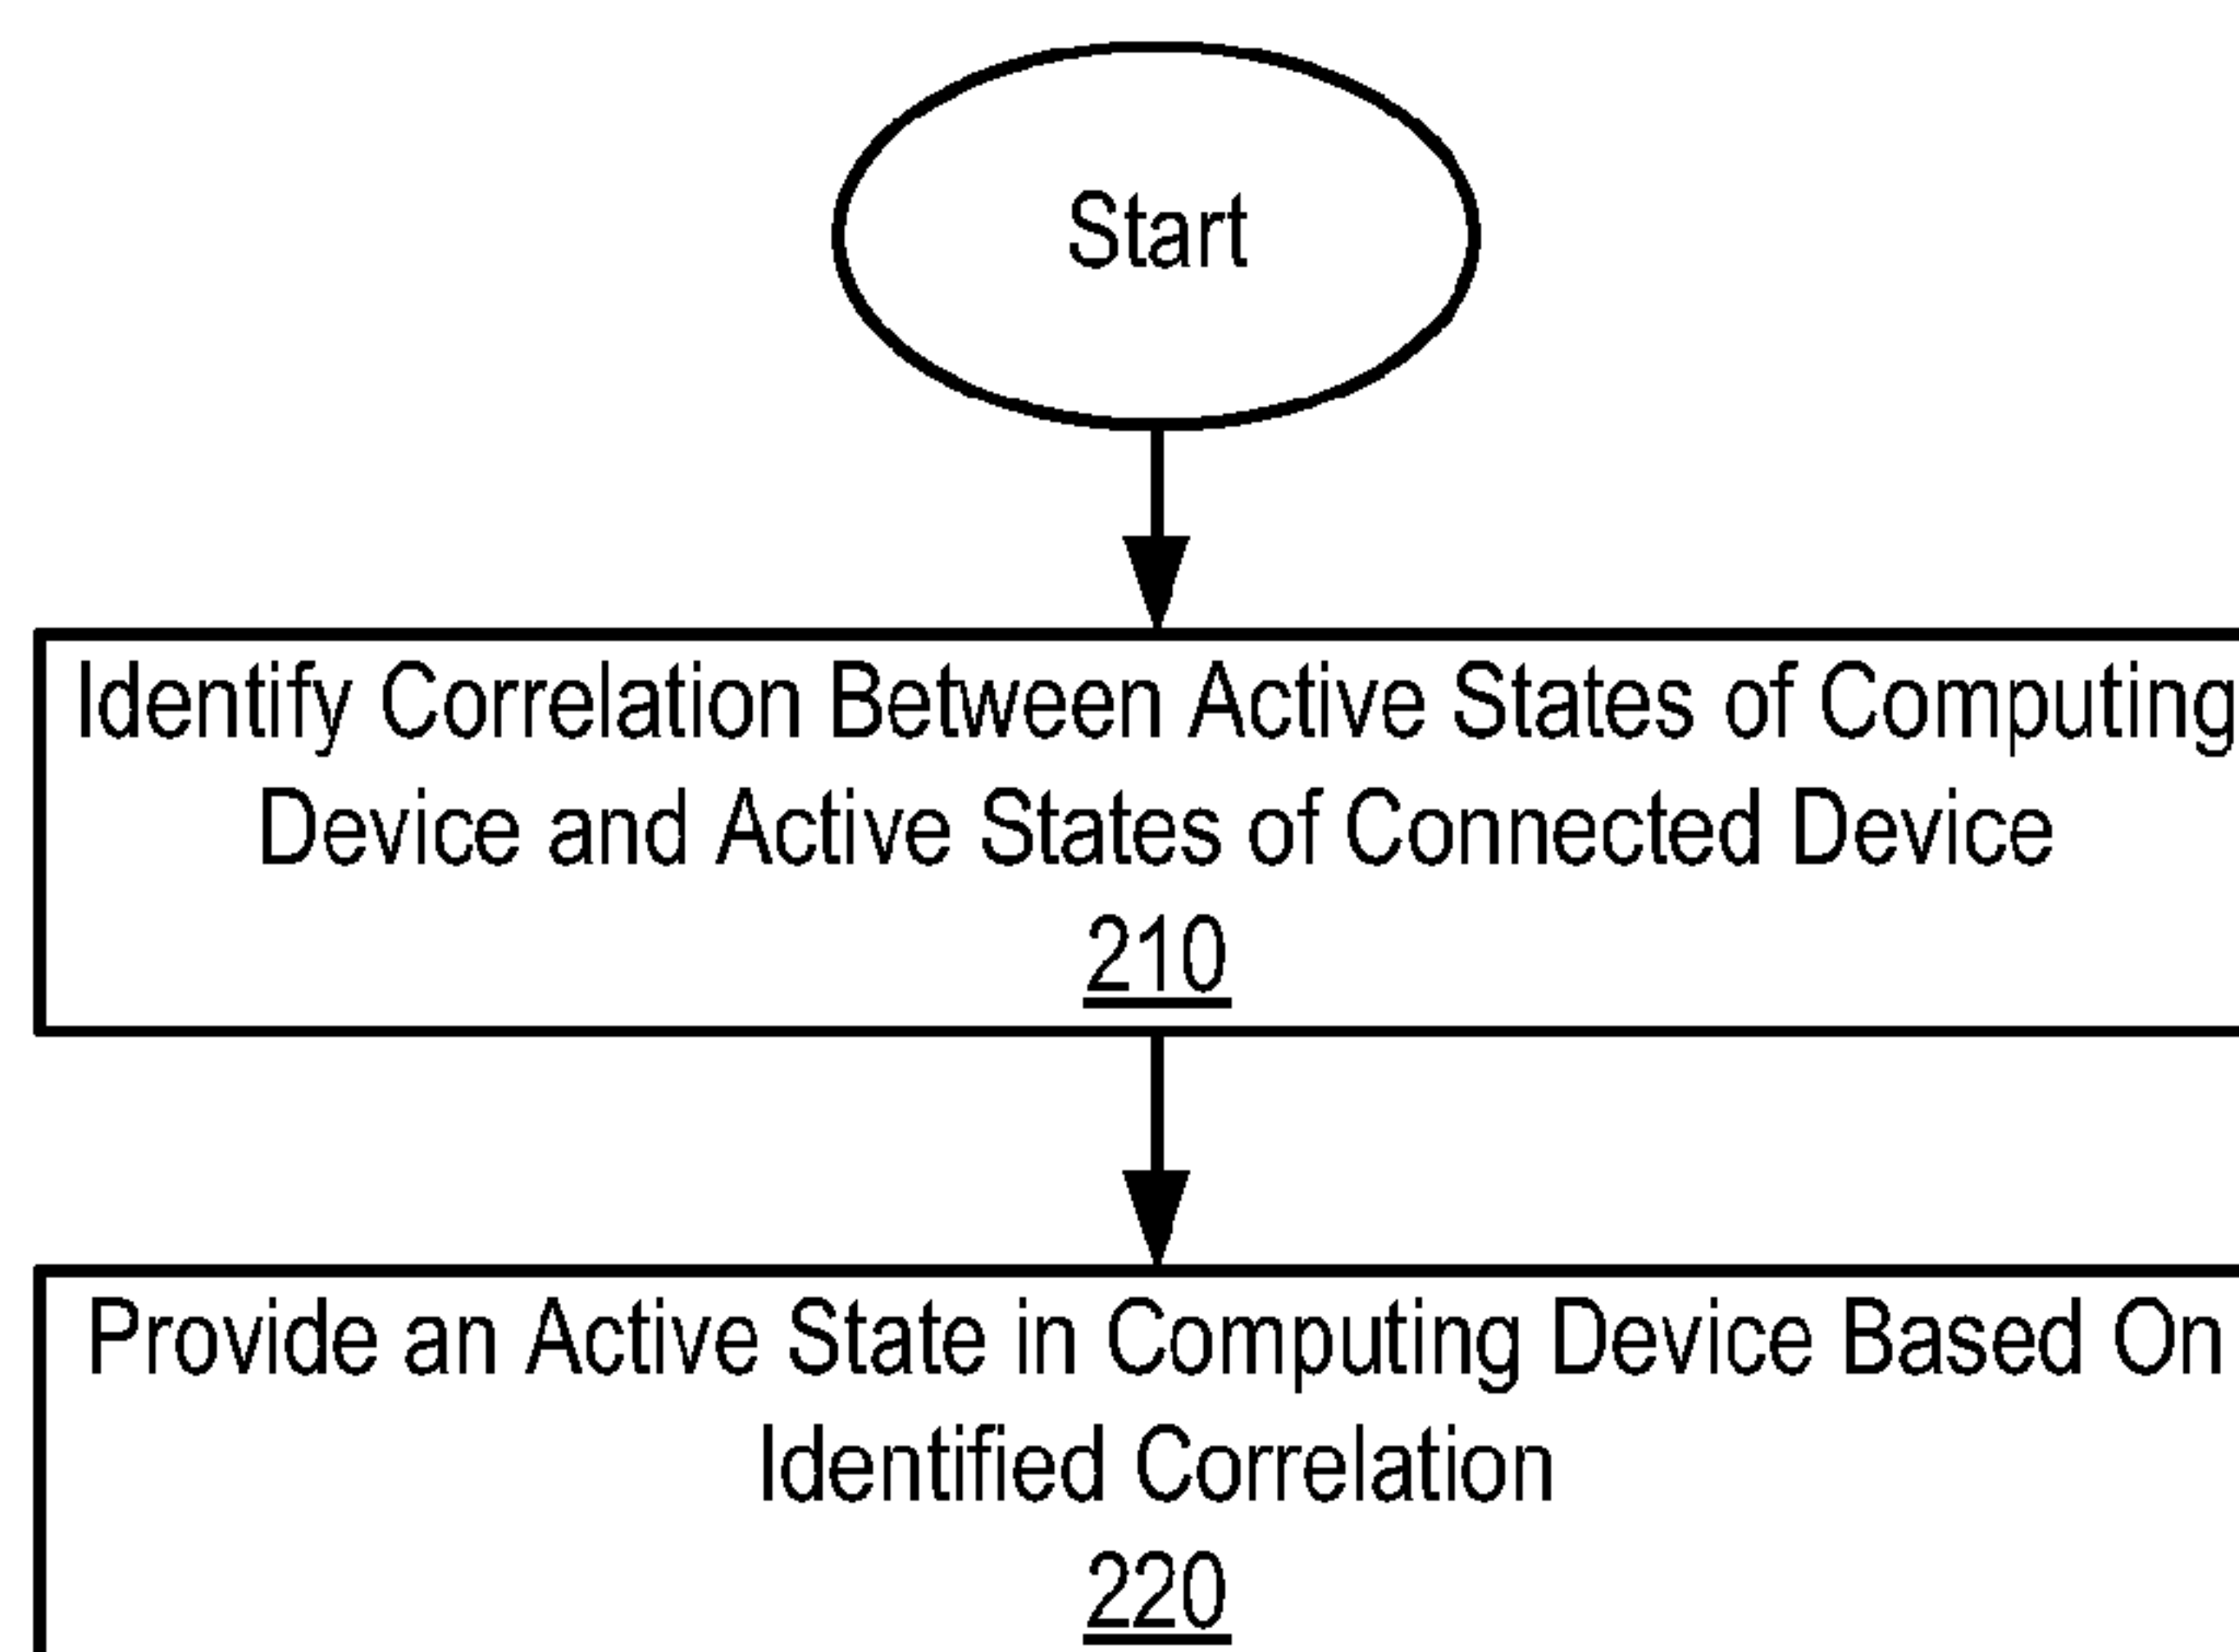 Start
Identify Correlation Between Active States of Computing
Device and Active States of Connected Device
210
Provide an Active State in Computing Device Based On
Identified Correlation
220